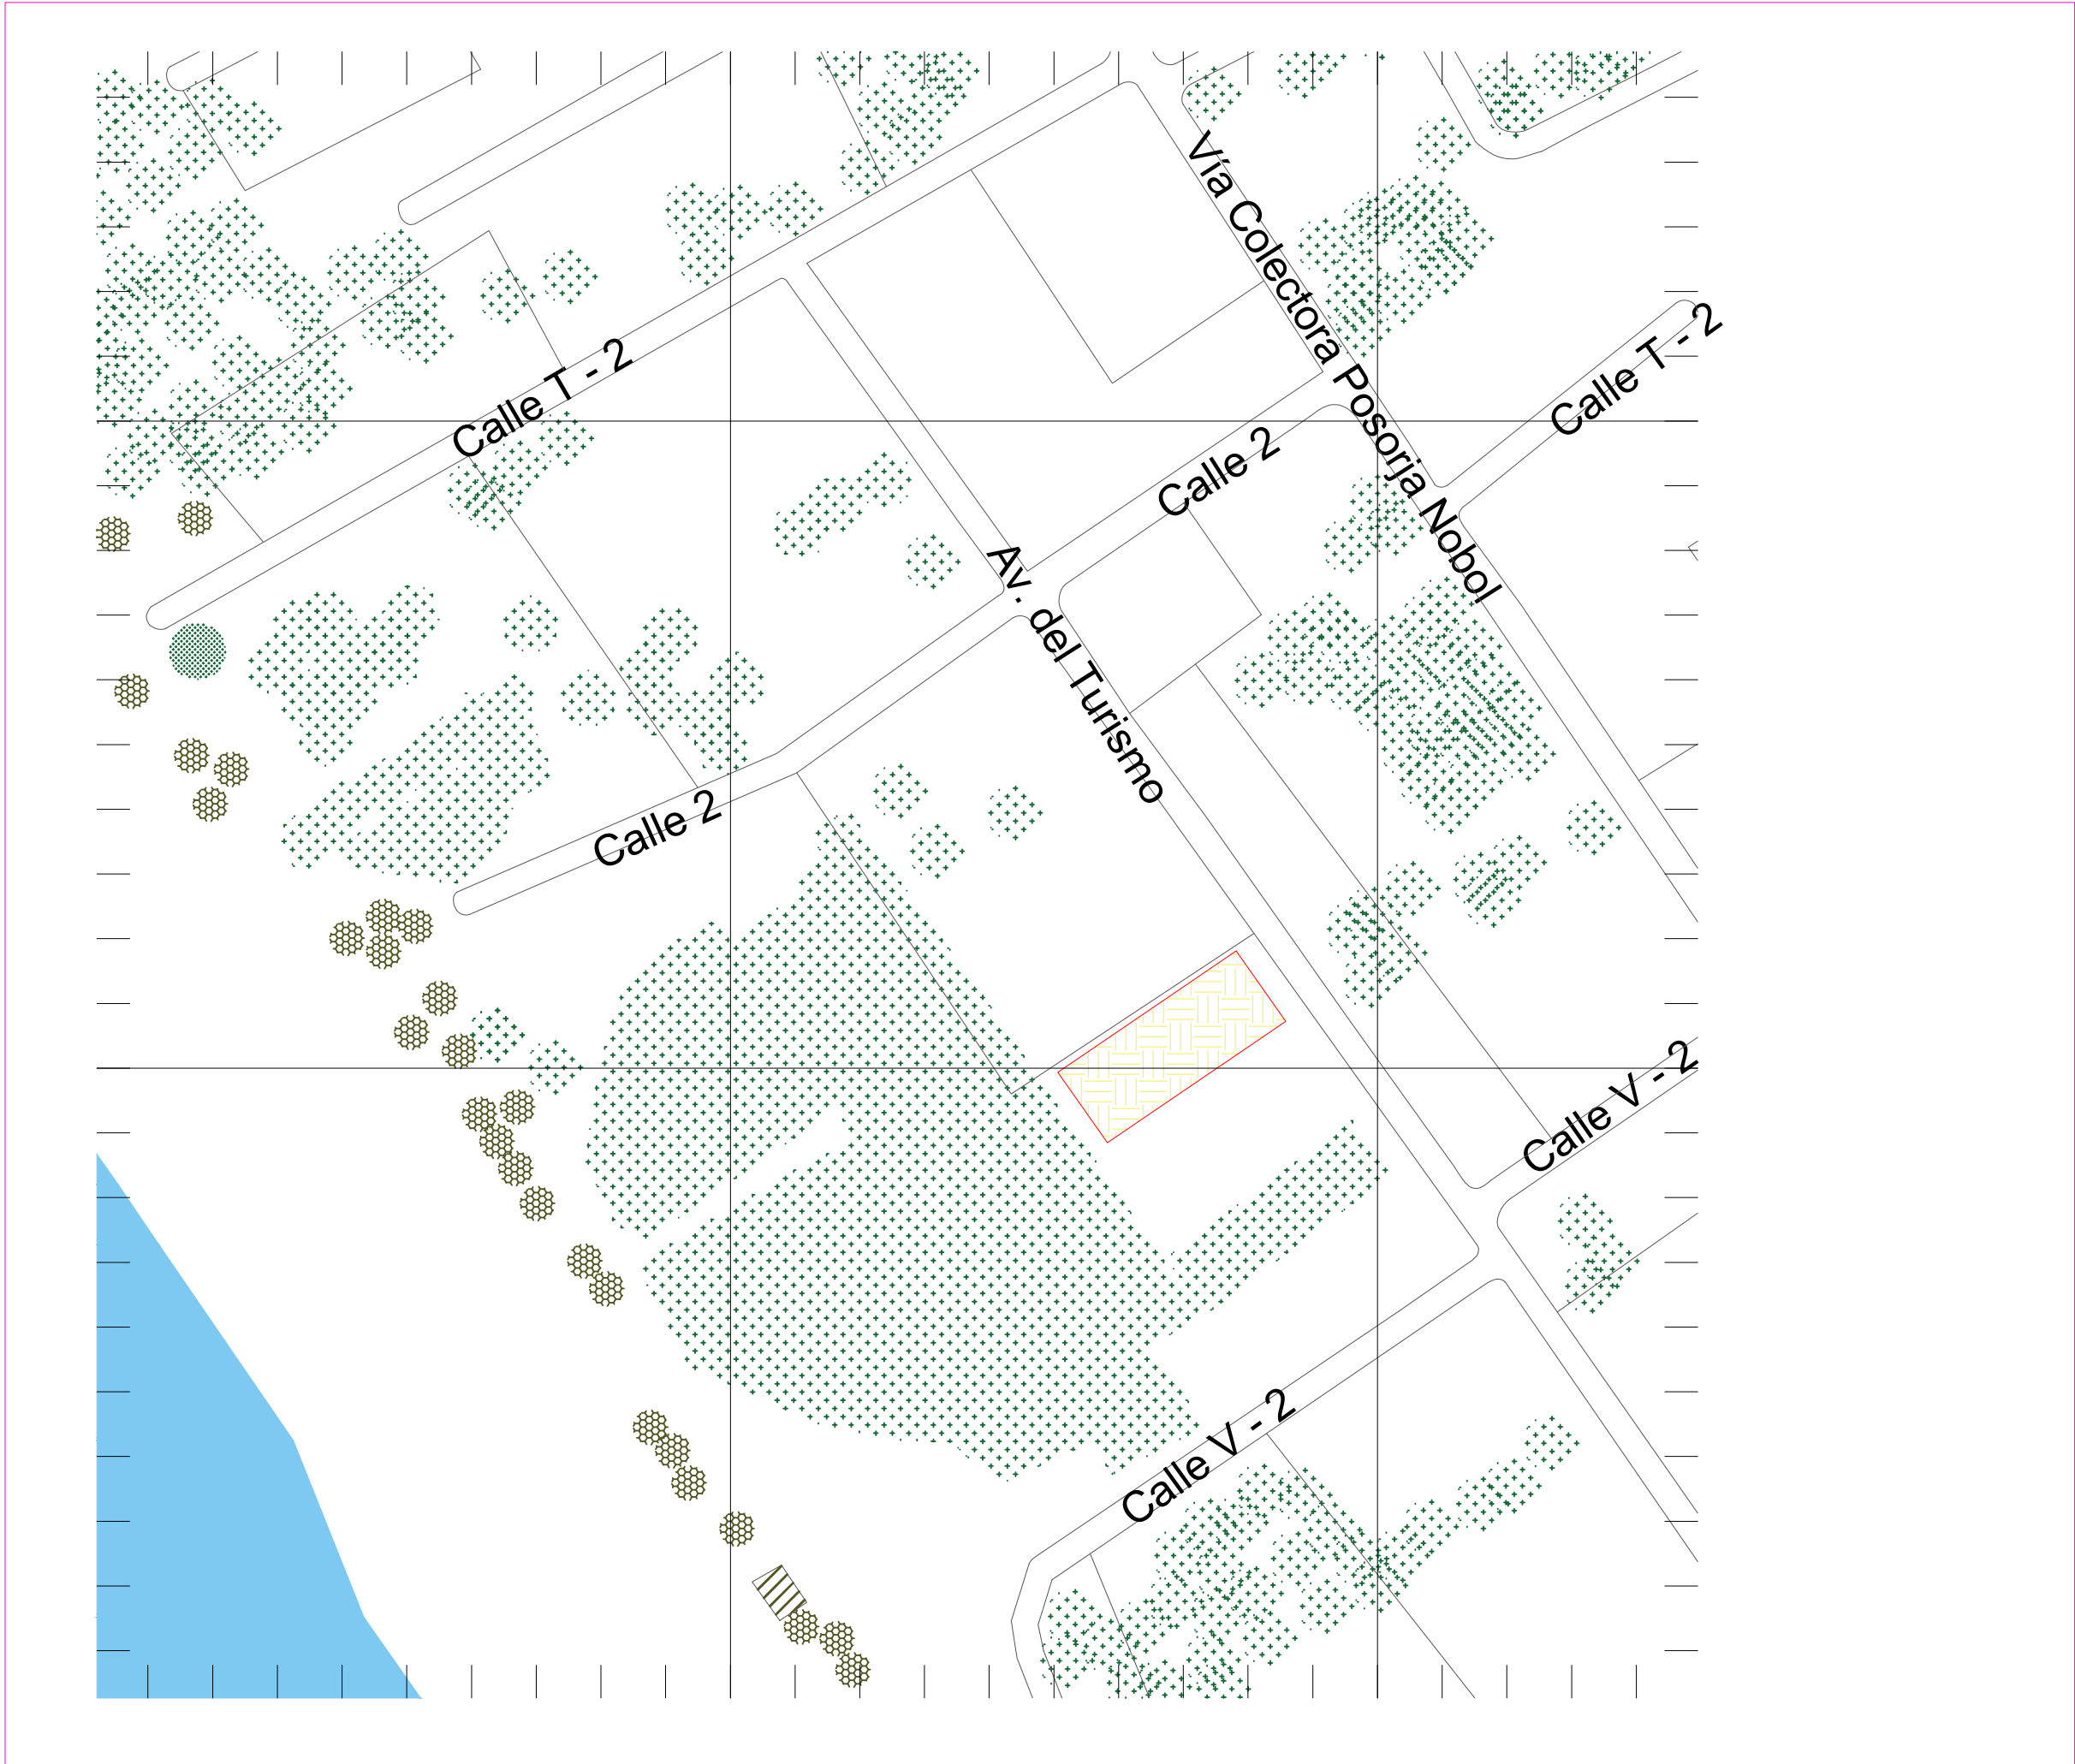 Vía Colectora Posorja Nobol
Calle T - 2
Calle T - 2
Calle 2
Av. del Turismo
Calle 2
Calle V - 2
Calle V - 2